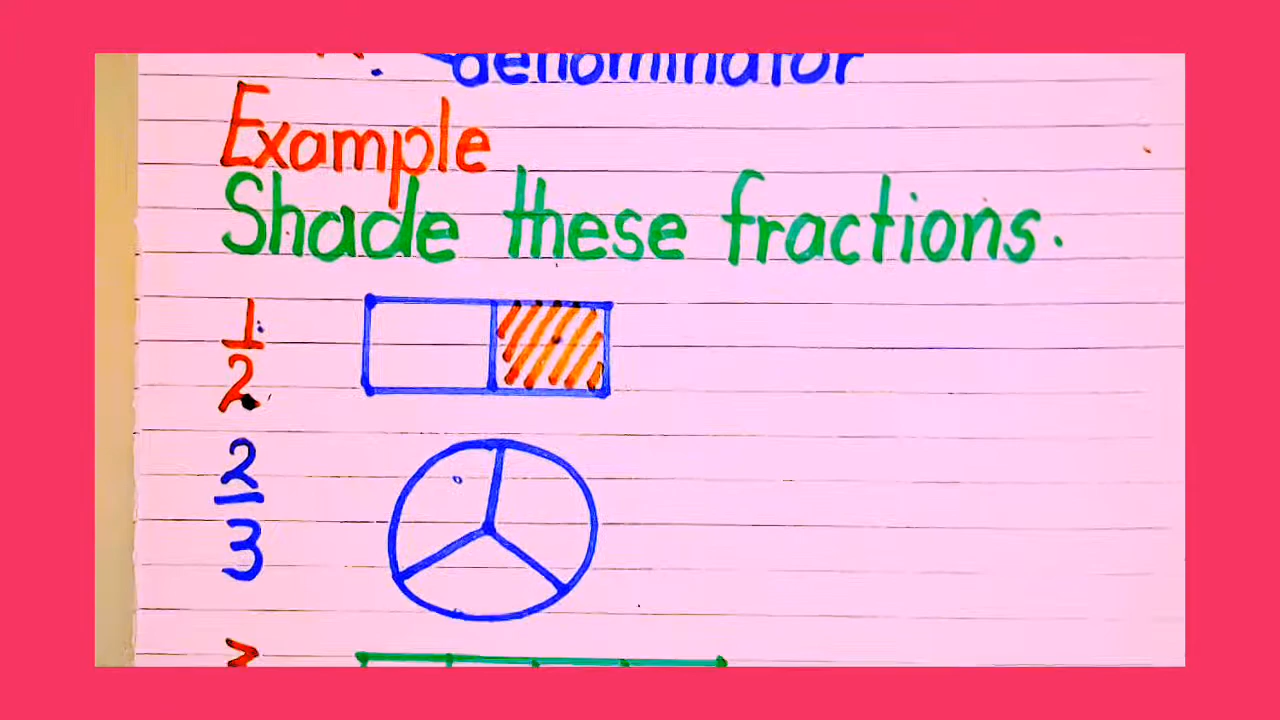 denominator
Example
Shade these fractions.
1
2
2
3